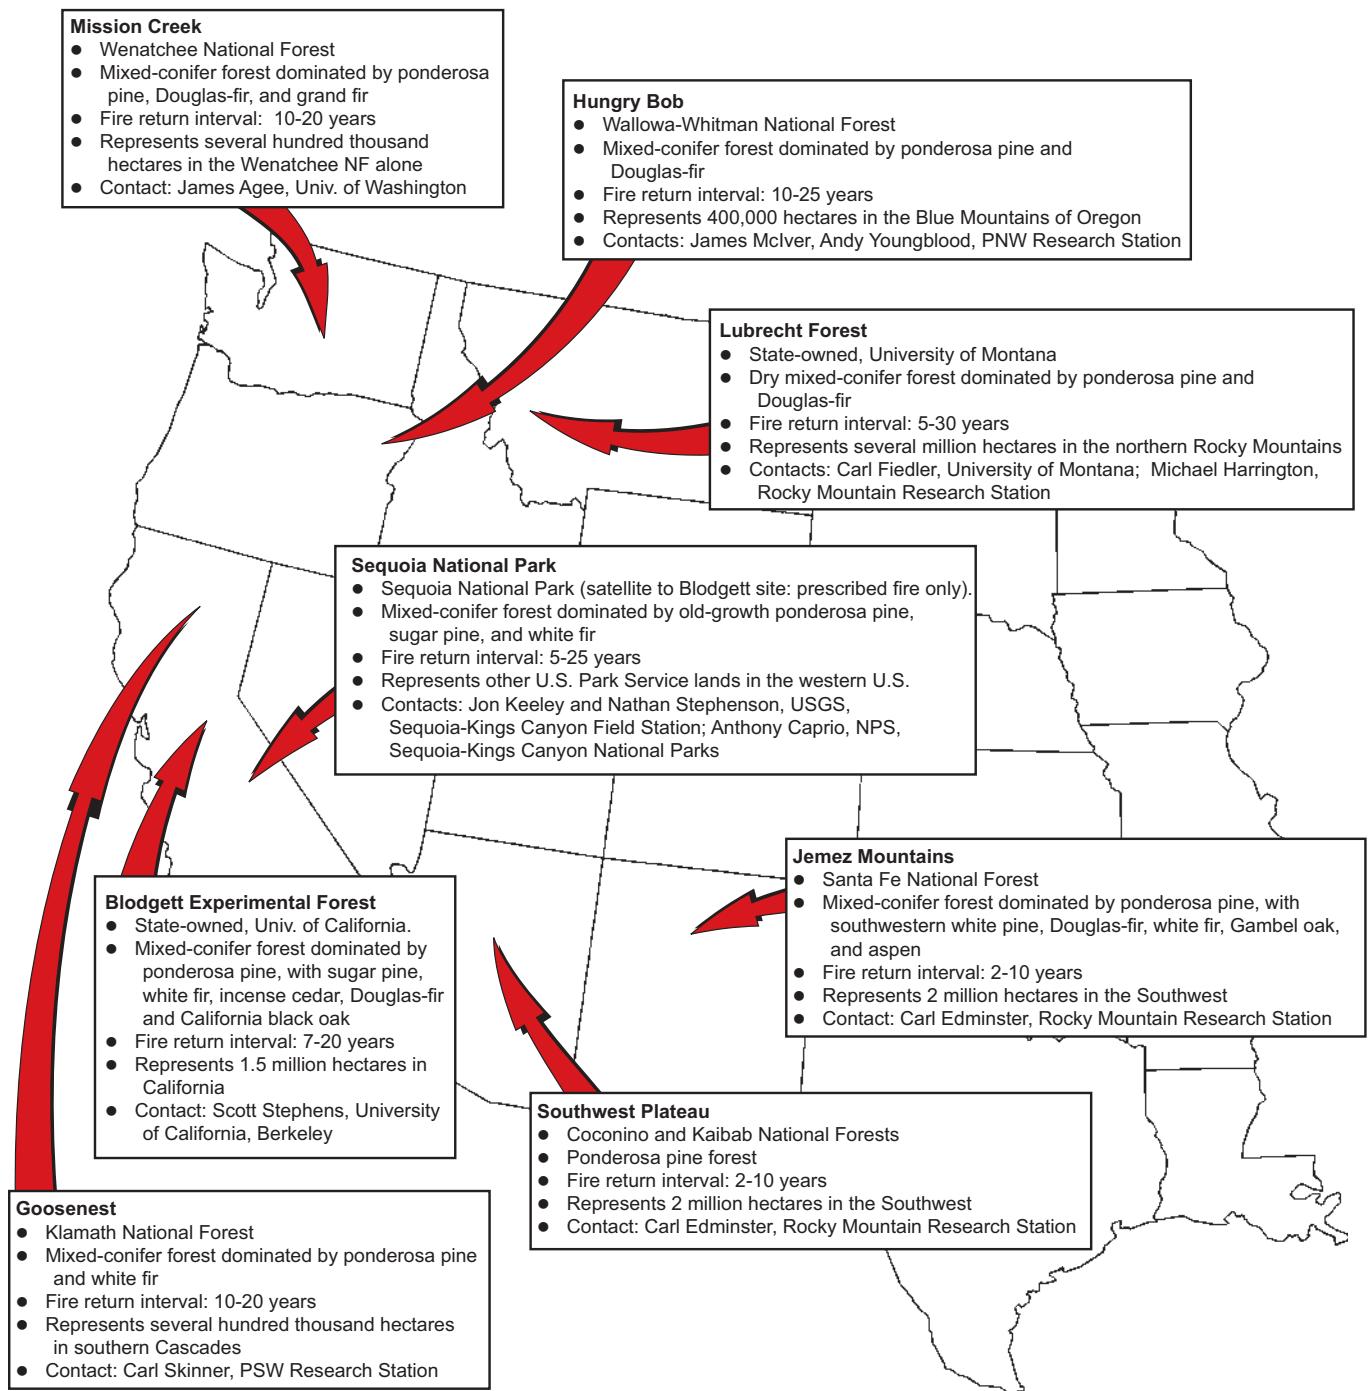 Mission Creek
● Wenatchee National Forest
● Mixed-conifer forest dominated by ponderosa
pine, Douglas-fir, and grand fir
● Fire return interval: 10-20 years
● Represents several hundred thousand
hectares in the Wenatchee NF alone
● Contact: James Agee, Univ. of Washington
Hungry Bob
● Wallowa-Whitman National Forest
● Mixed-conifer forest dominated by ponderosa pine and
Douglas-fir
● Fire return interval: 10-25 years
● Represents 400,000 hectares in the Blue Mountains of Oregon
● Contacts: James McIver, Andy Youngblood, PNW Research Station
Lubrecht Forest
● State-owned, University of Montana
● Dry mixed-conifer forest dominated by ponderosa pine and
Douglas-fir
● Fire return interval: 5-30 years
● Represents several million hectares in the northern Rocky Mountains
● Contacts: Carl Fiedler, University of Montana; Michael Harrington,
Rocky Mountain Research Station
Sequoia National Park
● Sequoia National Park (satellite to Blodgett site: prescribed fire only).
● Mixed-conifer forest dominated by old-growth ponderosa pine,
sugar pine, and white fir
● Fire return interval: 5-25 years
● Represents other U.S. Park Service lands in the western U.S.
● Contacts: Jon Keeley and Nathan Stephenson, USGS,
Sequoia-Kings Canyon Field Station; Anthony Caprio, NPS,
Sequoia-Kings Canyon National Parks
Jemez Mountains
● Santa Fe National Forest
● Mixed-conifer forest dominated by ponderosa pine, with
southwestern white pine, Douglas-fir, white fir, Gambel oak,
and aspen
● Fire return interval: 2-10 years
● Represents 2 million hectares in the Southwest
● Contact: Carl Edminster, Rocky Mountain Research Station
Blodgett Experimental Forest
● State-owned, Univ. of California.
● Mixed-conifer forest dominated by
ponderosa pine, with sugar pine,
white fir, incense cedar, Douglas-fir
and California black oak
● Fire return interval: 7-20 years
● Represents 1.5 million hectares in
California
● Contact: Scott Stephens, University
of California, Berkeley
Southwest Plateau
● Coconino and Kaibab National Forests
● Ponderosa pine forest
● Fire return interval: 2-10 years
● Represents 2 million hectares in the Southwest
● Contact: Carl Edminster, Rocky Mountain Research Station
Goosenest
● Klamath National Forest
● Mixed-conifer forest dominated by ponderosa pine
and white fir
● Fire return interval: 10-20 years
● Represents several hundred thousand hectares
in southern Cascades
● Contact: Carl Skinner, PSW Research Station